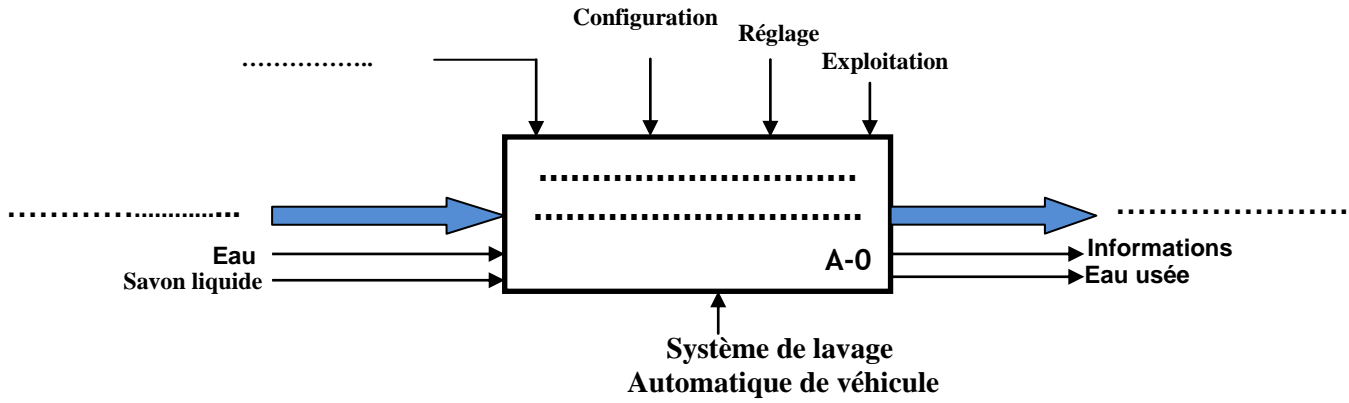 Configuration
Réglage
……………..
Exploitation
................................
…………...............…
.................................
.....................
Eau
A-0
Informations
Savon liquide
Eau usée
Système de lavage
Automatique de véhicule